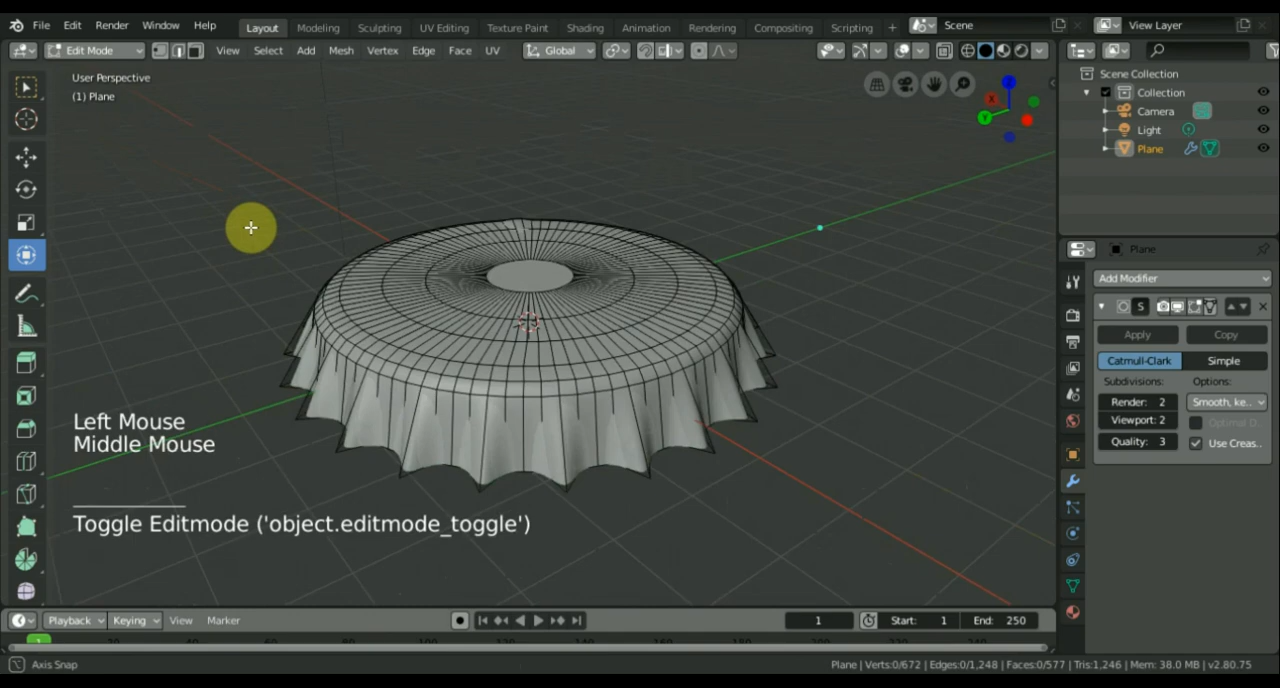 File Edit Render Window Help Layout Modeling Sculpting UV Editing Texture Paint Shading Animation Rendering Compositing Scripting + Scene View Layer
Edit Mode View Select Add Mesh Vertex Edge Face UV Global
User Perspective
(1) Plane
Scene Collection
Collection
Camera
Light
Plane
Plane
Add Modifier
S
Apply Copy
Catmull-Clark Simple
Subdivisions: Options:
Render: 2 Smooth, ke..
Viewport: 2 Optimal D..
Quality: 3 Use Creas..
X
Y
Left Mouse
Middle Mouse
Toggle Editmode ('object.editmode_toggle')
Playback Keying View Marker 1 Start: 1 End: 250
1
Axis Snap Plane | Verts:0/672 | Edges:0/1,248 | Faces:0/577 | Tris:1,246 | Mem: 38.0 MB | v2.80.75